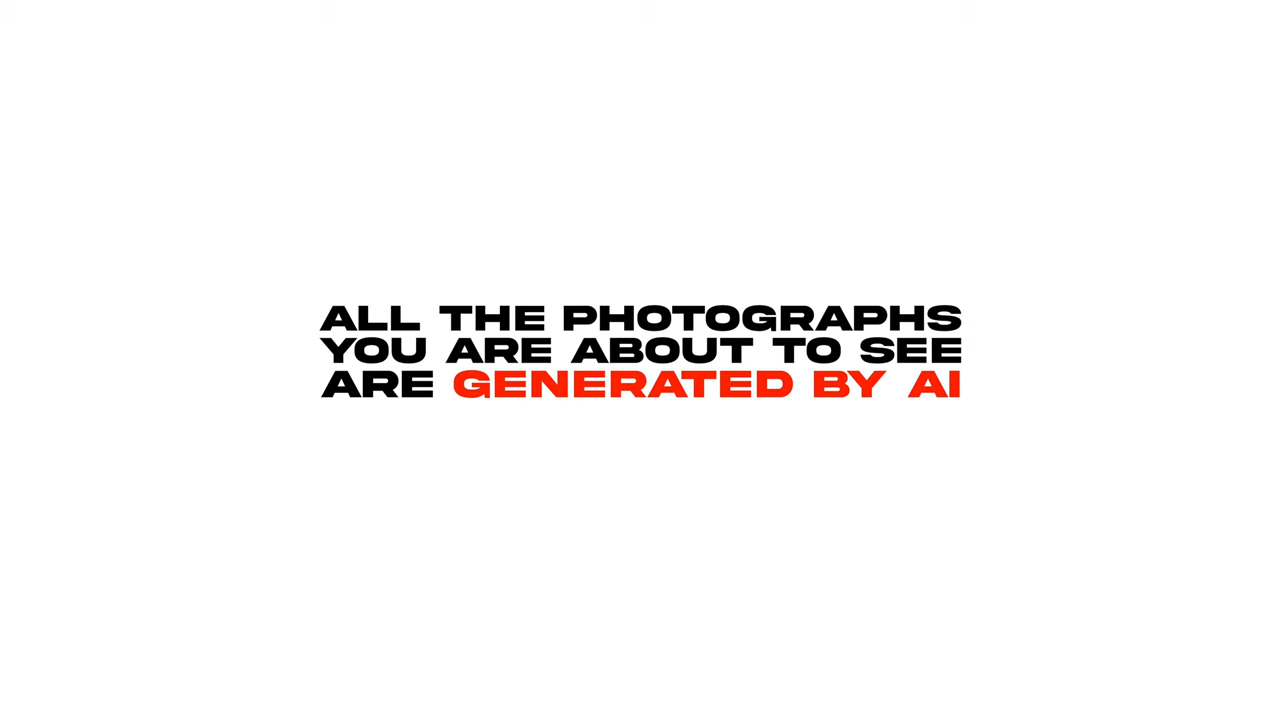 ALL THE PHOTOGRAPHS
YOU ARE ABOUT TO SEE
ARE GENERATED BY AI